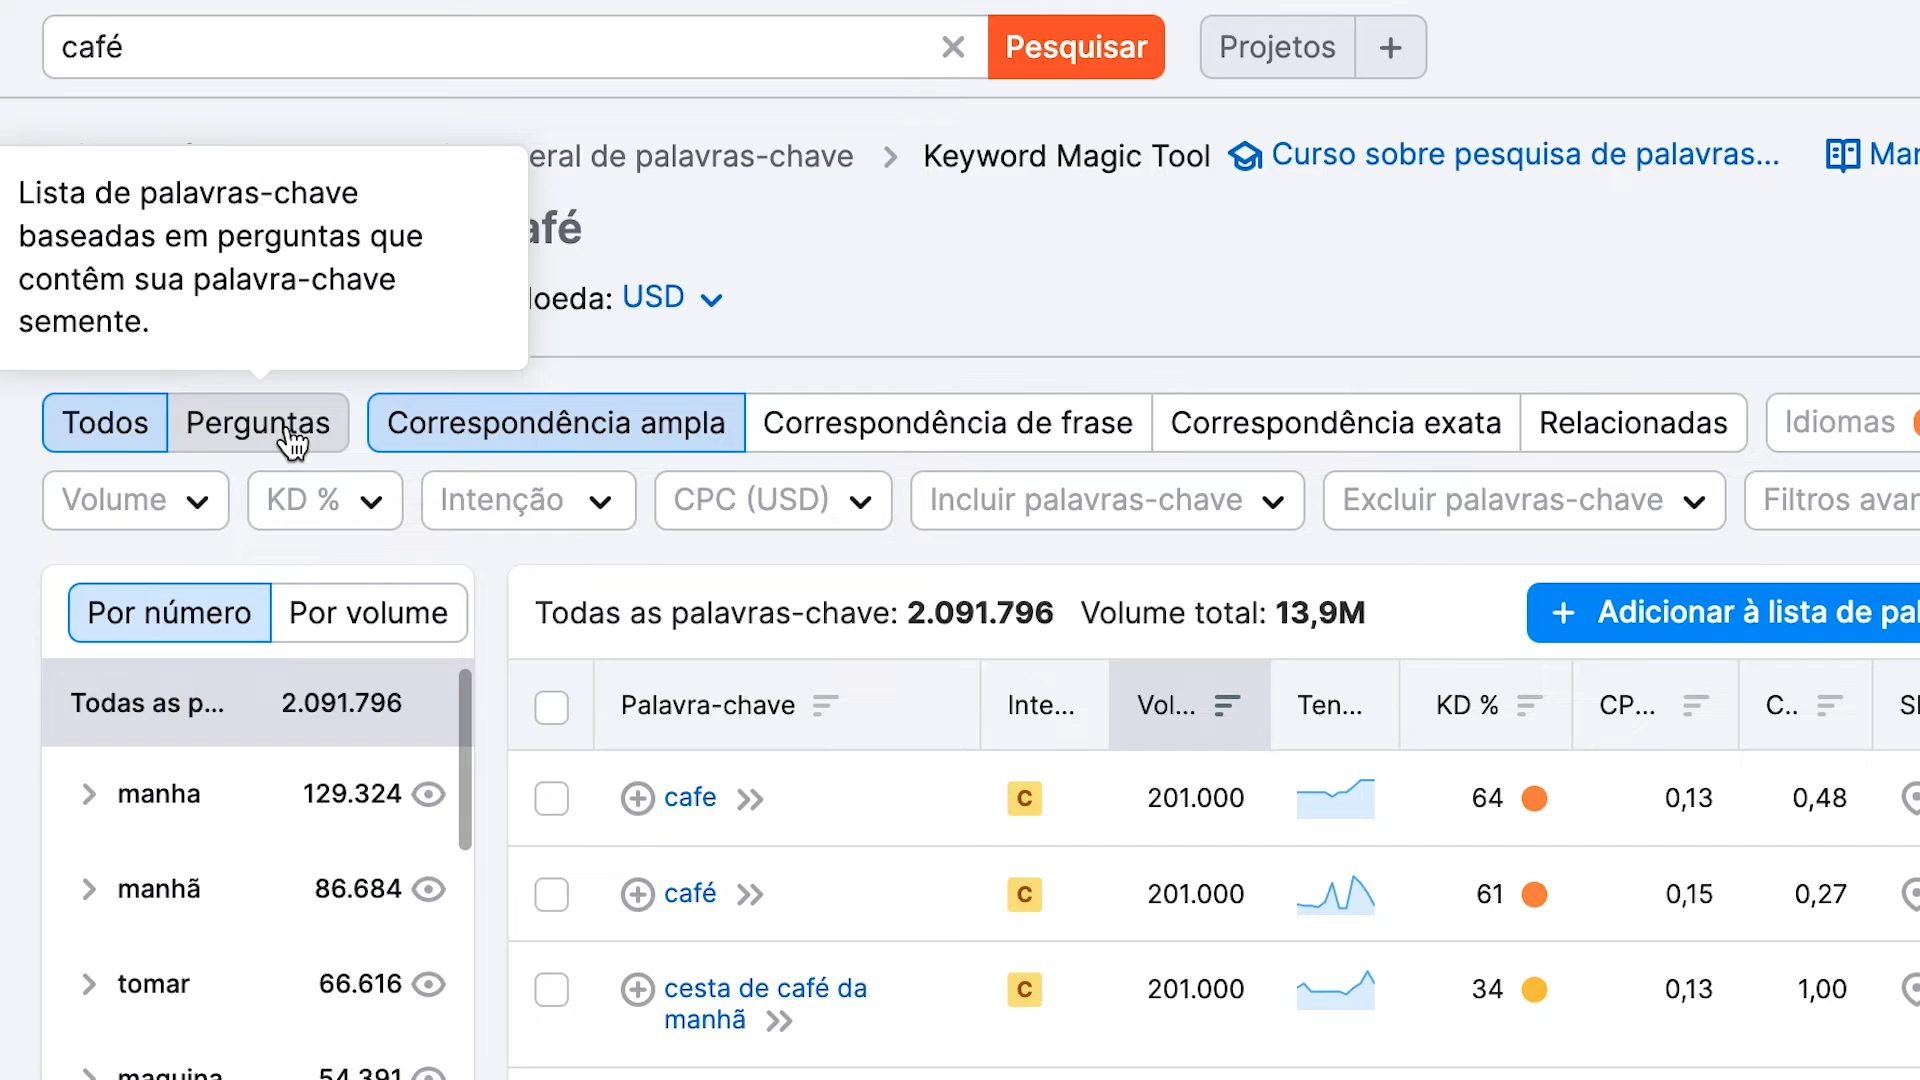 café
Pesquisar
Projetos
+
eral de palavras-chave
Keyword Magic Tool
Curso sobre pesquisa de palavras...
Mar
Lista de palavras-chave
baseadas em perguntas que
contêm sua palavra-chave
semente.
afé
loeda: USD
Todos
Perguntas
Correspondência ampla
Correspondência de frase
Correspondência exata
Relacionadas
Idiomas
Volume
KD %
Intenção
CPC (USD)
Incluir palavras-chave
Excluir palavras-chave
Filtros avan
Por número
Por volume
Todas as palavras-chave: 2.091.796 Volume total: 13,9M
+ Adicionar à lista de pal
Todas as p... 2.091.796
manha 129.324
manhã 86.684
tomar 66.616
maquina 54.391
Palavra-chave Inte... Vol... Ten... KD % CP... C..
cafe C 201.000 64 0,13 0,48
café C 201.000 61 0,15 0,27
cesta de café da C 201.000 34 0,13 1,00
manhã